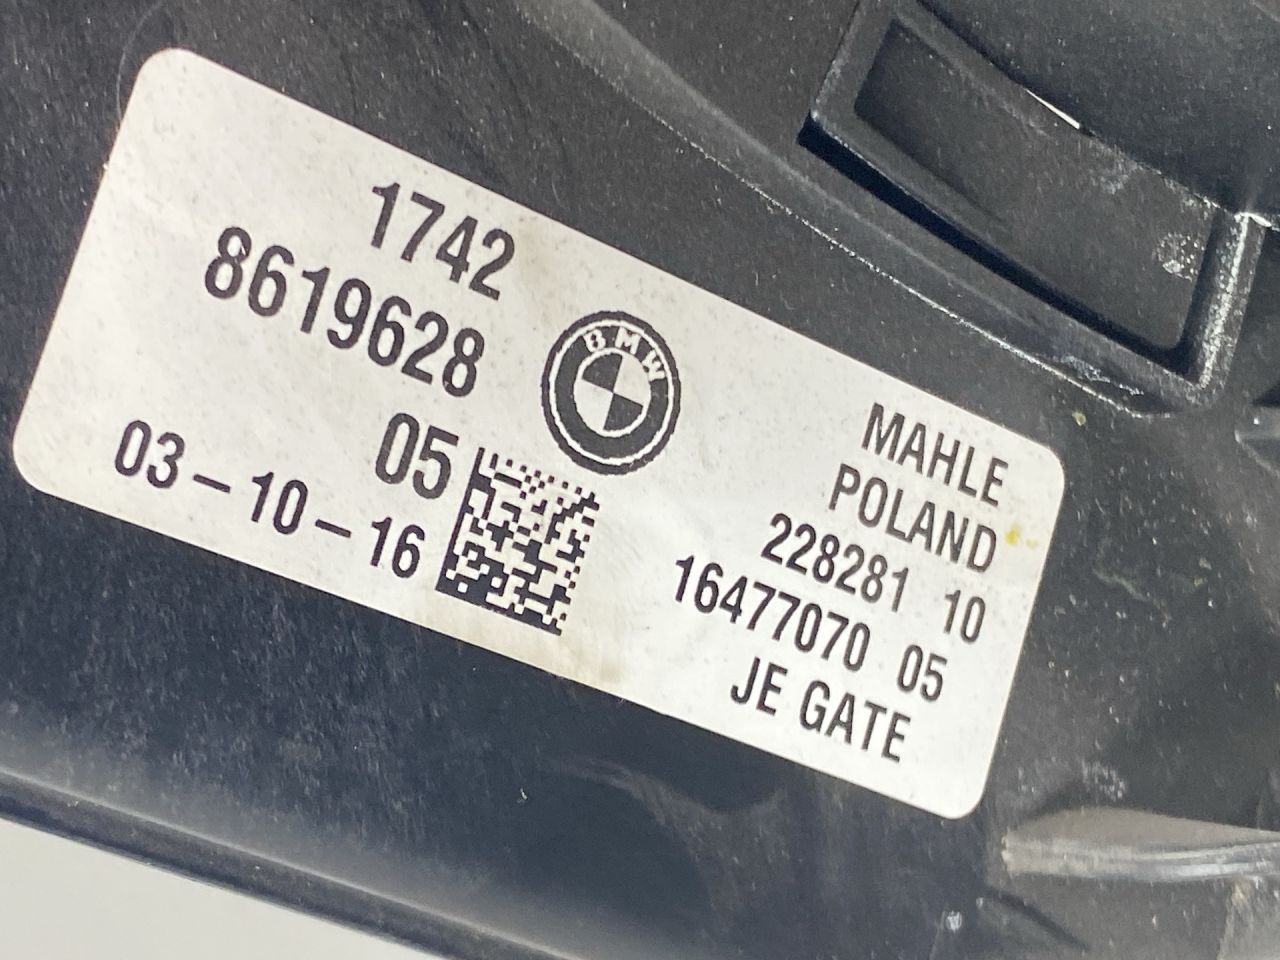 1742
8619628
05
03-10-16
BMW
MAHLE
POLAND
228281 10
16477070 05
JE GATE